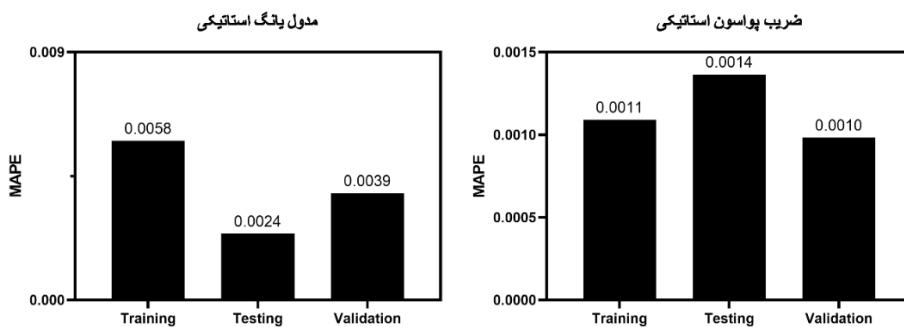 مدول یانگ استاتیکی
0.009
0.0058
0.0039
0.0024
MAPE
0.000
Training
Testing
Validation
ضریب پواسون استاتیکی
0.0015
0.0014
0.0011
0.0010
0.0010
MAPE
0.0005
0.0000
Training
Testing
Validation